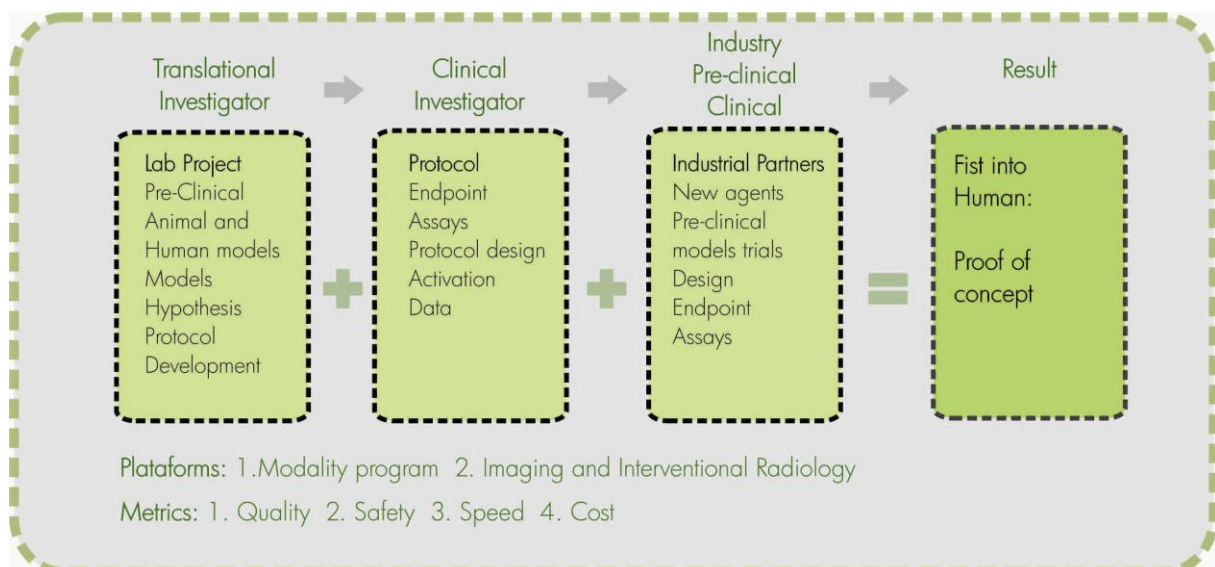 Translational
Investigator
Clinical
Investigator
Industry
Pre-clinical
Clinical
Result
Lab Project
Pre-Clinical
Animal and
Human models
Models
Hypothesis
Protocol
Development
Protocol
Endpoint
Assays
Protocol design
Activation
Data
Industrial Partners
New agents
Pre-clinical
models trials
Design
Endpoint
Assays
Fist into
Human:
Proof of
concept
Plataforms: 1.Modality program 2. Imaging and Interventional Radiology
Metrics: 1. Quality 2. Safety 3. Speed 4. Cost